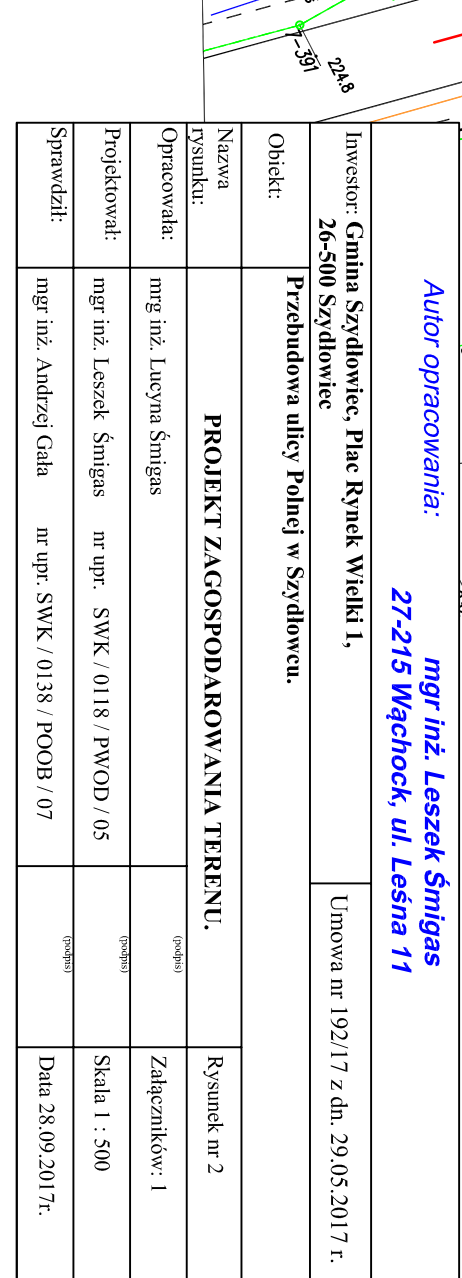 7-391
224.8
Autor opracowania: mgr inż. Leszek Śmigas
27-215 Wąchock, ul. Leśna 11
Inwestor: Gmina Szydłowiec, Plac Rynek Wielki 1,
26-500 Szydłowiec
Umowa nr 192/17 z dn. 29.05.2017 r.
Obiekt:
Przebudowa ulicy Polnej w Szydłowcu.
Nazwa
rysunku:
PROJEKT ZAGOSPODAROWANIA TERENU.
Rysunek nr 2
Opracowała: mrg inż. Lucyna Śmigas (podpis) Załączników: 1
Projektował: mgr inż. Leszek Śmigas nr upr. SWK / 0118 / PWOD / 05 (podpis) Skala 1 : 500
Sprawdził: mgr inż. Andrzej Gała nr upr. SWK / 0138 / POOB / 07 (podpis) Data 28.09.2017r.